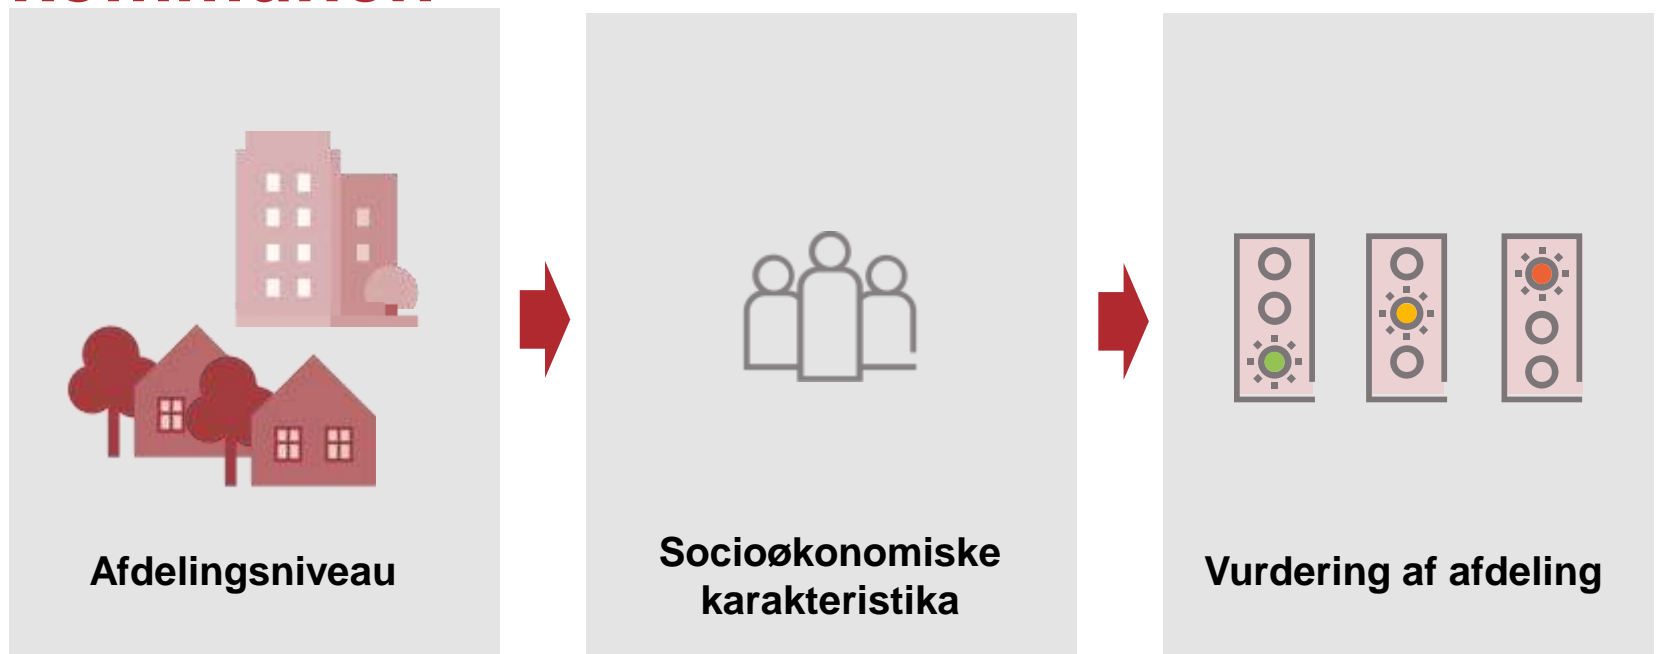 Afdelingsniveau
Socioøkonomiske
karakteristika
Vurdering af afdeling